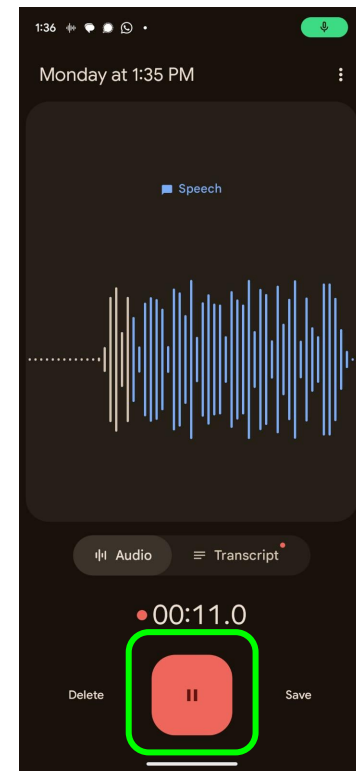 1:36
Monday at 1:35 PM
Speech
Audio Transcript
00:11.0
Delete Save